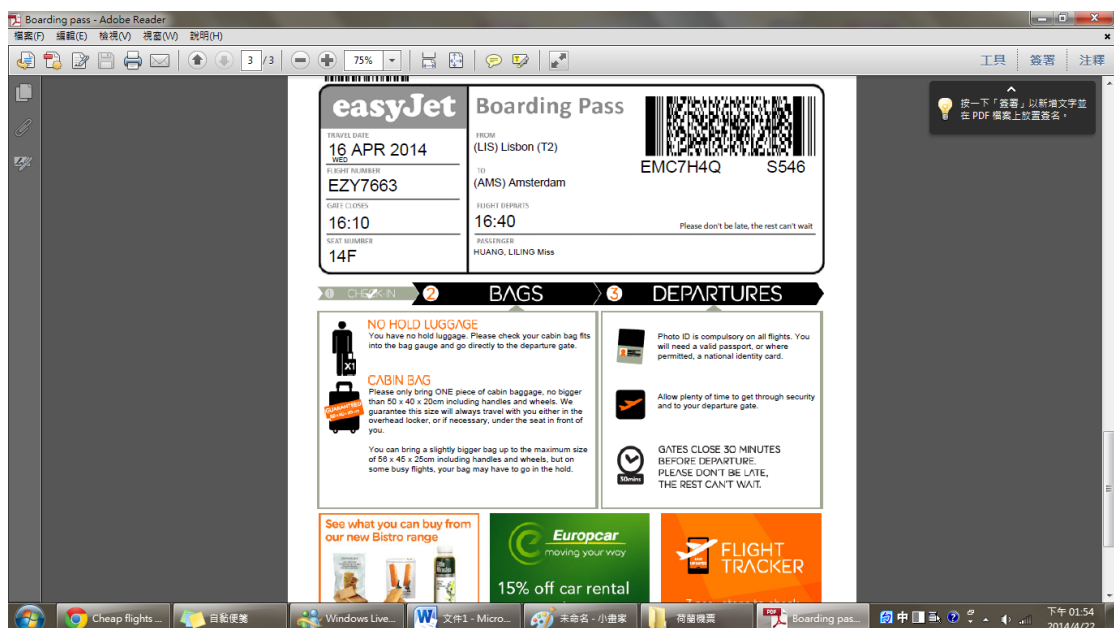 Boarding pass - Adobe Reader
檔案(F) 編輯(E) 檢視(V) 視窗(W) 說明(H)
3 / 3 75% 工具 簽署 註釋
按一下「簽署」以新增文字並
在 PDF 檔案上放置簽名。
easyJet
Boarding Pass
TRAVEL DATE
16 APR 2014
WED
FROM
(LIS) Lisbon (T2)
EMC7H4Q S546
FLIGHT NUMBER
EZY7663
TO
(AMS) Amsterdam
GATE CLOSES
16:10
FLIGHT DEPARTS
16:40
Please don't be late, the rest can't wait
SEAT NUMBER
14F
PASSENGER
HUANG, LILING Miss
1 CHECK-IN 2 BAGS 3 DEPARTURES
NO HOLD LUGGAGE
You have no hold luggage. Please check your cabin bag fits
into the bag gauge and go directly to the departure gate.
X1
CABIN BAG
Please only bring ONE piece of cabin baggage, no bigger
than 50 x 40 x 20cm including handles and wheels. We
guarantee this size will always travel with you either in the
overhead locker, or if necessary, under the seat in front of
you.
GUARANTEED
50x40x20cm
You can bring a slightly bigger bag up to the maximum size
of 56 x 45 x 25cm including handles and wheels, but on
some busy flights, your bag may have to go in the hold.
Photo ID is compulsory on all flights. You
will need a valid passport, or where
permitted, a national identity card.
Allow plenty of time to get through security
and to your departure gate.
30mins
GATES CLOSE 30 MINUTES
BEFORE DEPARTURE.
PLEASE DON'T BE LATE,
THE REST CAN'T WAIT.
See what you can buy from
our new Bistro range
Europcar
moving your way
15% off car rental
FLIGHT
TRACKER
Cheap flights ... 自黏便箋 Windows Live... 文件1 - Micro... 未命名 - 小畫家 荷蘭機票 Boarding pas... 中 下午 01:54
2014/4/22